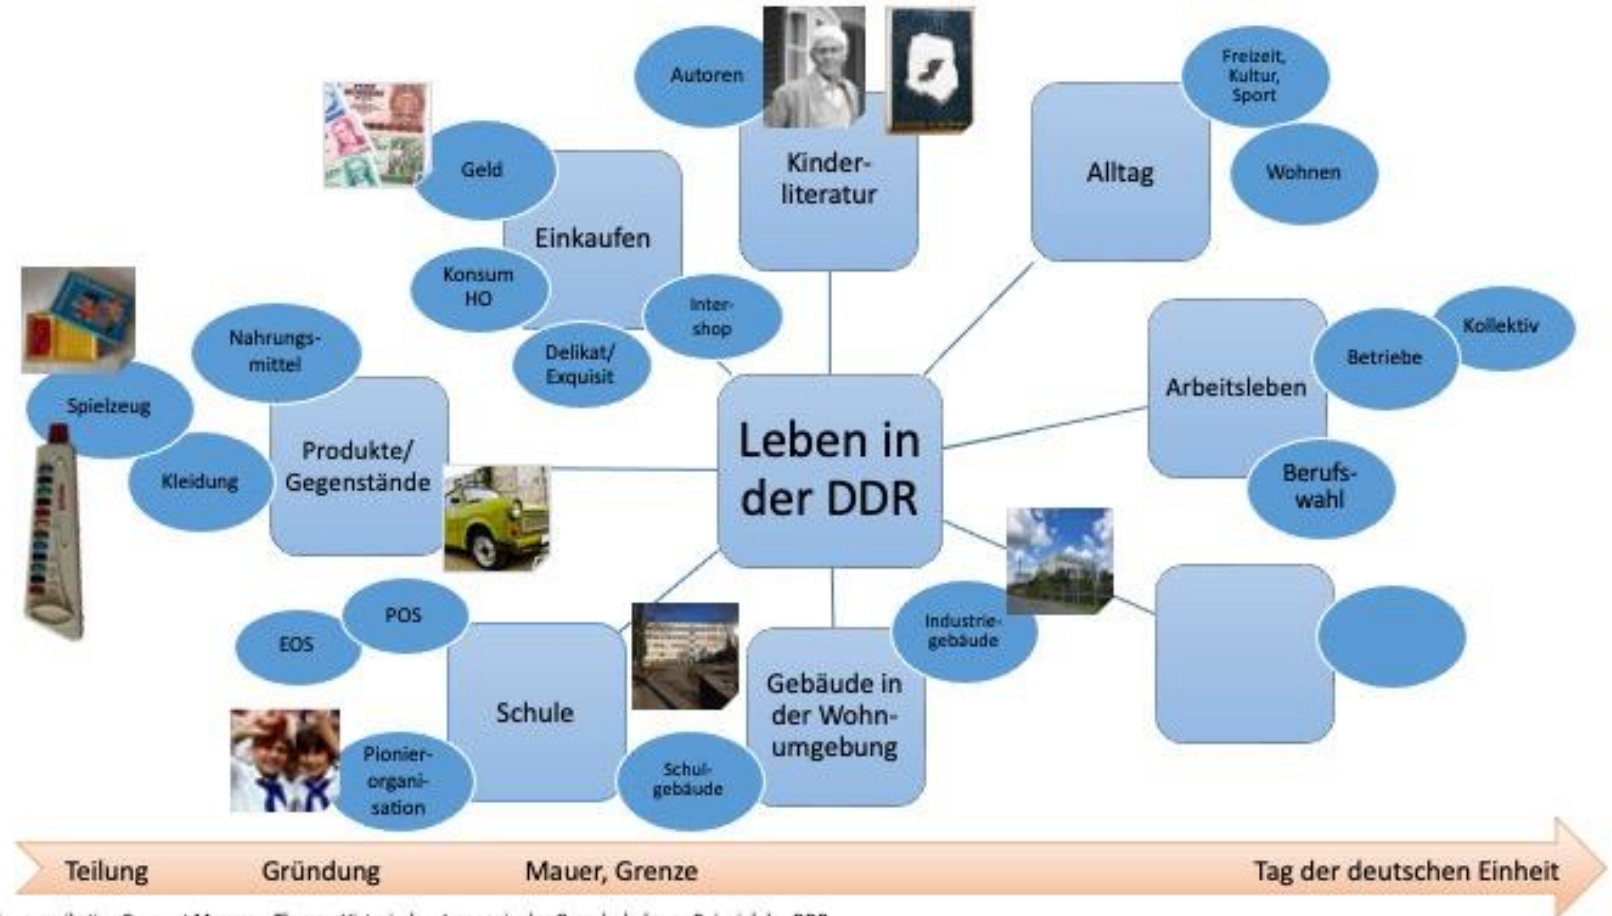 Autoren
Kinder-
literatur
Freizeit,
Kultur,
Sport
Alltag
Wohnen
Geld
Einkaufen
Konsum
HO
Inter-
shop
Delikat/
Exquisit
Nahrungs-
mittel
Spielzeug
Kleidung
Produkte/
Gegenstände
Leben in
der DDR
Arbeitsleben
Betriebe
Kollektiv
Berufs-
wahl
EOS
POS
Schule
Pionier-
organi-
sation
Schul-
gebäude
Gebäude in
der Wohn-
umgebung
Industrie-
gebäude
Teilung
Gründung
Mauer, Grenze
Tag der deutschen Einheit